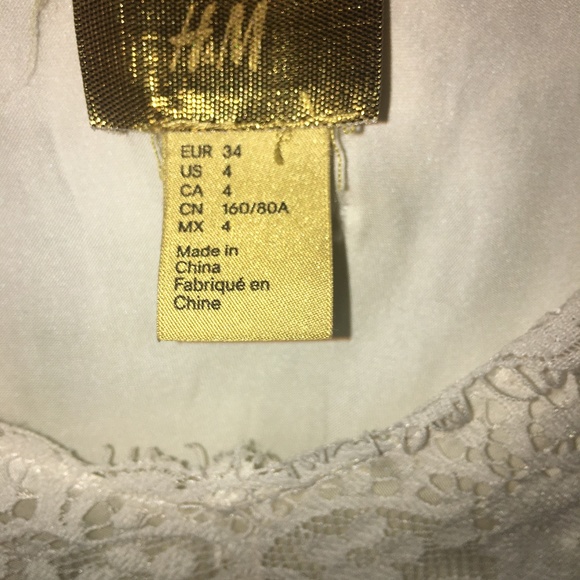 H&M
EUR 34
US 4
CA 4
CN 160/80A
MX 4
Made in
China
Fabriqué en
Chine